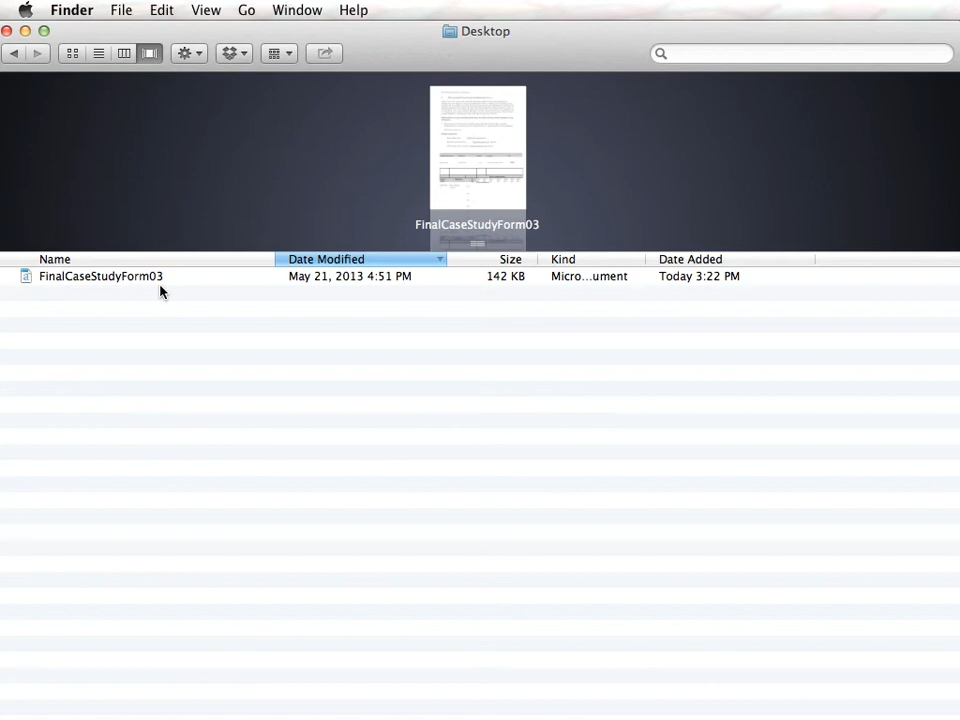 Finder File Edit View Go Window Help
Desktop
FinalCaseStudyForm03
Name Date Modified Size Kind Date Added
FinalCaseStudyForm03 May 21, 2013 4:51 PM 142 KB Micro...ument Today 3:22 PM